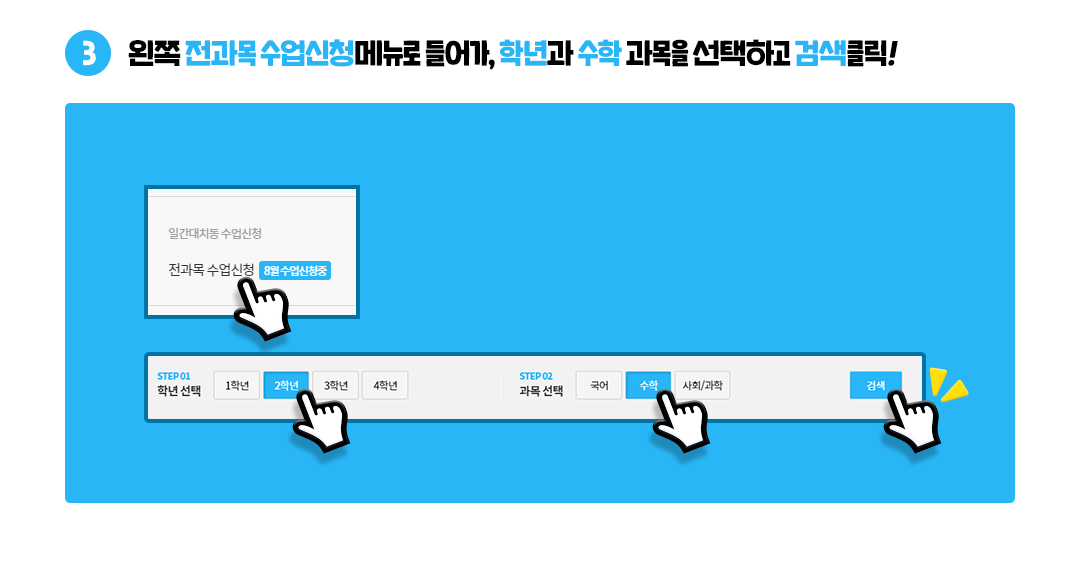 3 왼쪽 전과목 수업신청메뉴로 들어가, 학년과 수학 과목을 선택하고 검색클릭!
일간대치동 수업신청
전과목 수업신청 8월 수업신청중
STEP 01
학년 선택 1학년 2학년 3학년 4학년
STEP 02
과목 선택 국어 수학 사회/과학
검색